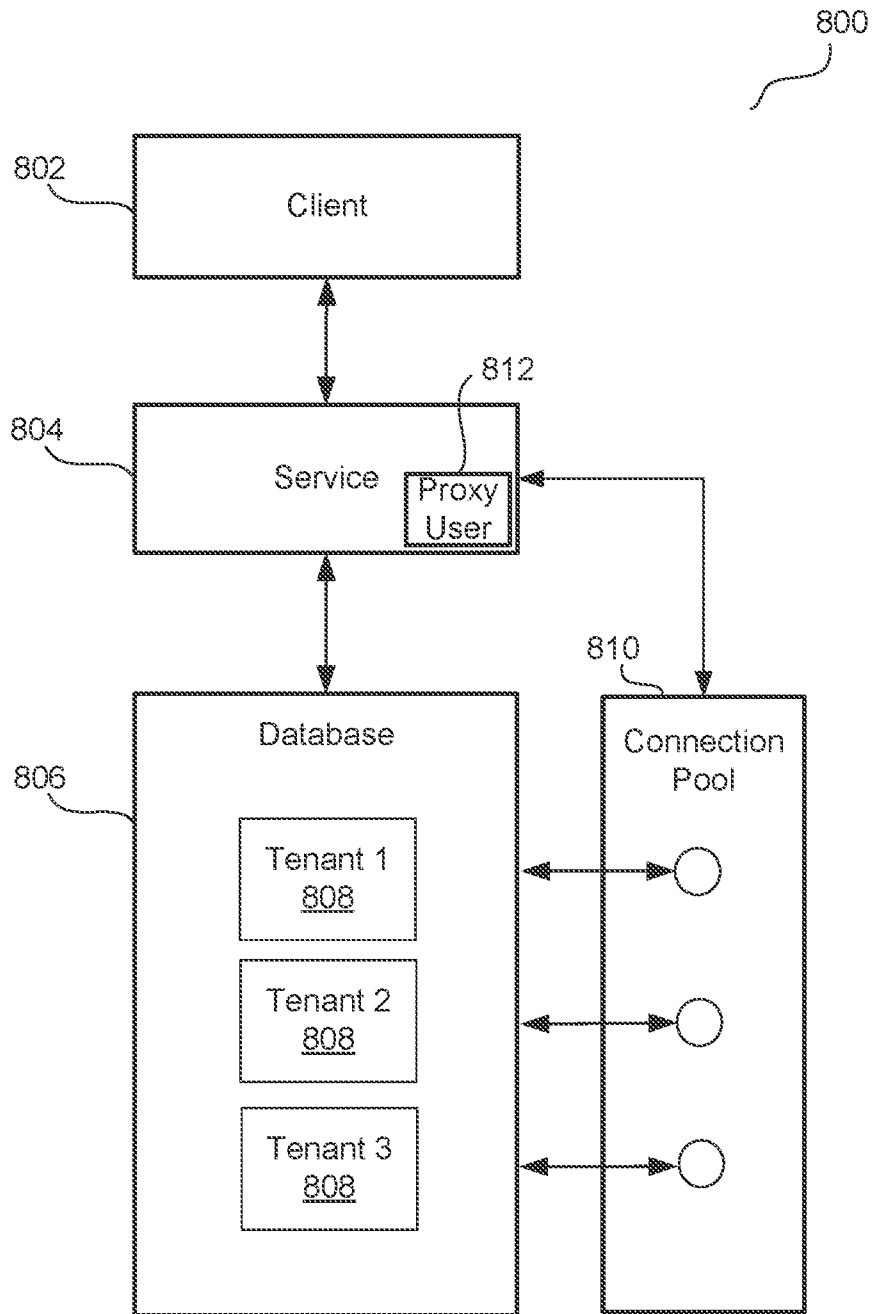 800
802
Client
812
804
Service
Proxy
User
810
Database
Connection
Pool
806
Tenant 1
808
Tenant 2
808
Tenant 3
808